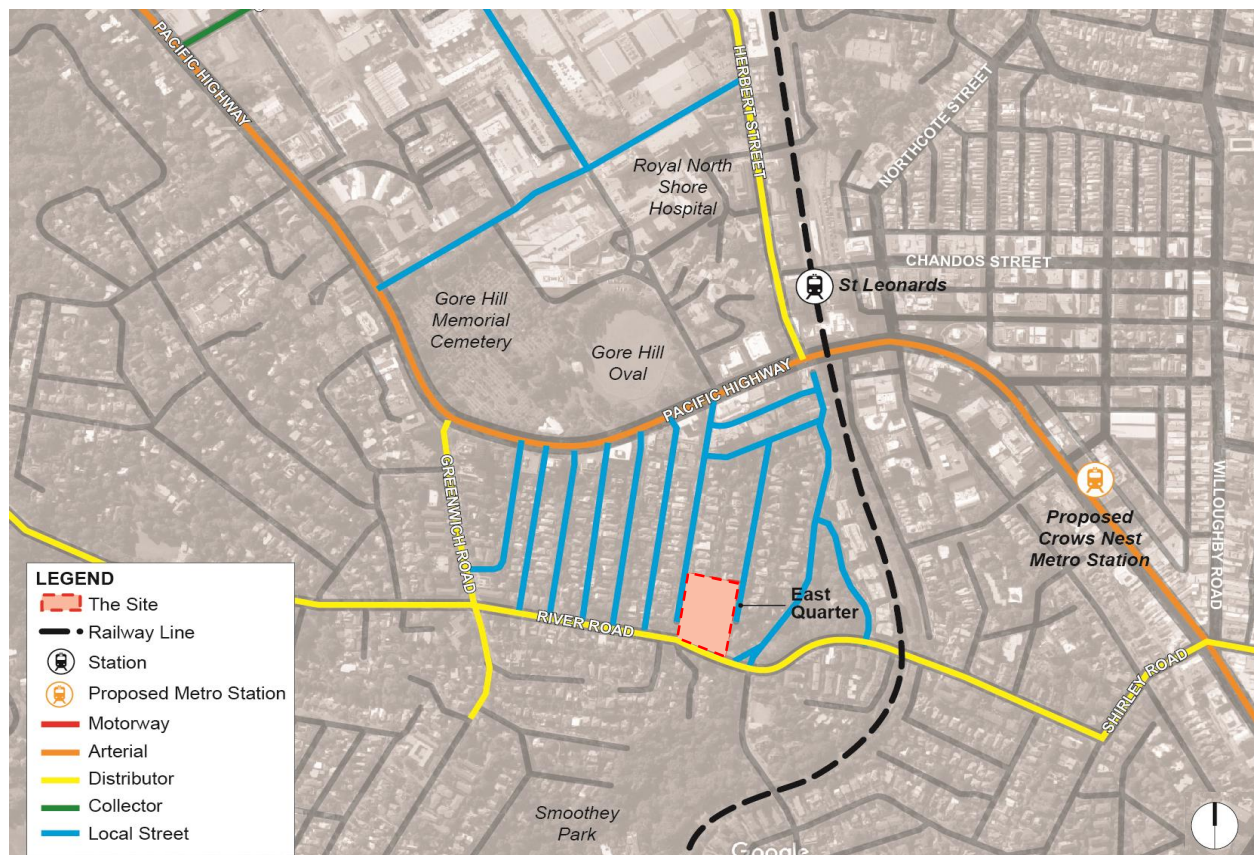 PACIFIC HIGHWAY
HERBERT STREET
NORTHCOTE STREET
Royal North
Shore
Hospital
CHANDOS STREET
St Leonards
Gore Hill
Memorial
Cemetery
Gore Hill
Oval
PACIFIC HIGHWAY
GREENWICH ROAD
WILLOUGHBY ROAD
Proposed
Crows Nest
Metro Station
East
Quarter
RIVER ROAD
SHIRLEY ROAD
Smoothey
Park
Google
LEGEND
The Site
Railway Line
Station
Proposed Metro Station
Motorway
Arterial
Distributor
Collector
Local Street